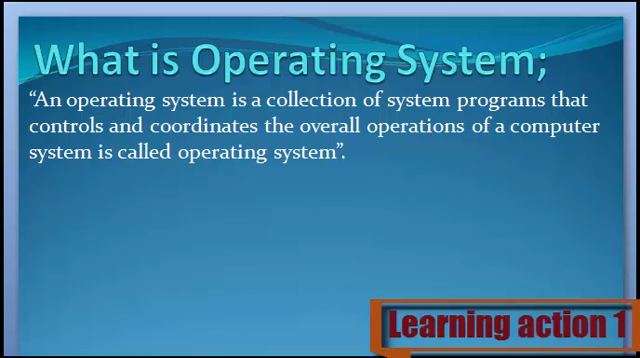 What is Operating System;
“An operating system is a collection of system programs that
controls and coordinates the overall operations of a computer
system is called operating system”.
Learning action 1